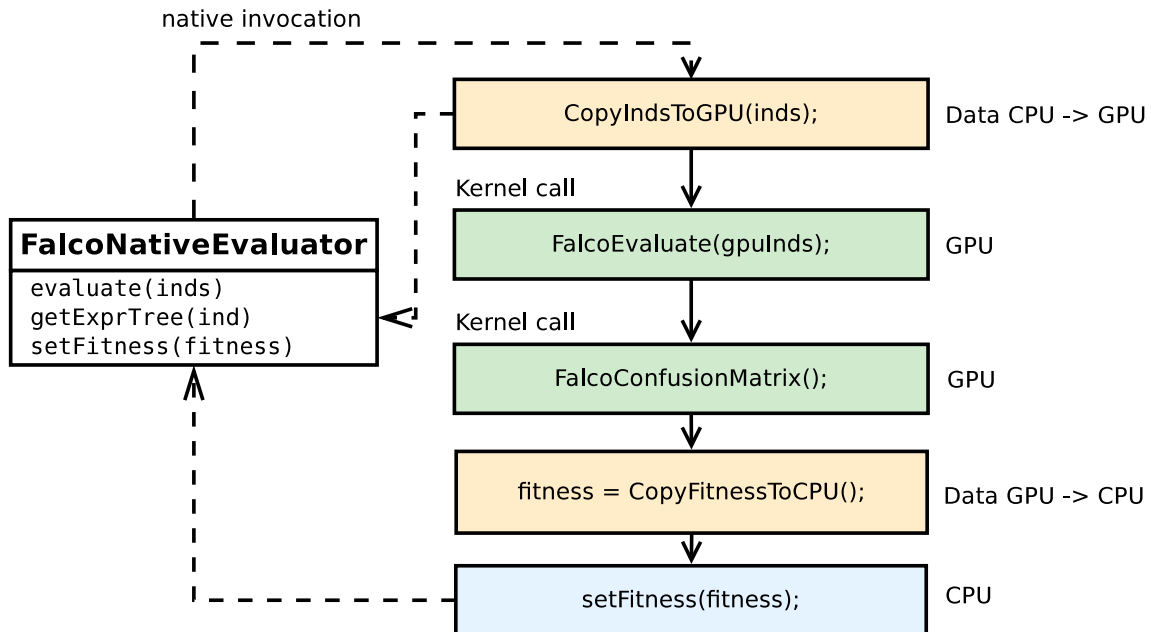 native invocation
CopyIndsToGPU(inds);
Data CPU -> GPU
Kernel call
FalcoEvaluate(gpuInds);
GPU
FalcoNativeEvaluator
evaluate(inds)
getExprTree(ind)
setFitness(fitness)
Kernel call
FalcoConfusionMatrix();
GPU
fitness = CopyFitnessToCPU();
Data GPU -> CPU
setFitness(fitness);
CPU